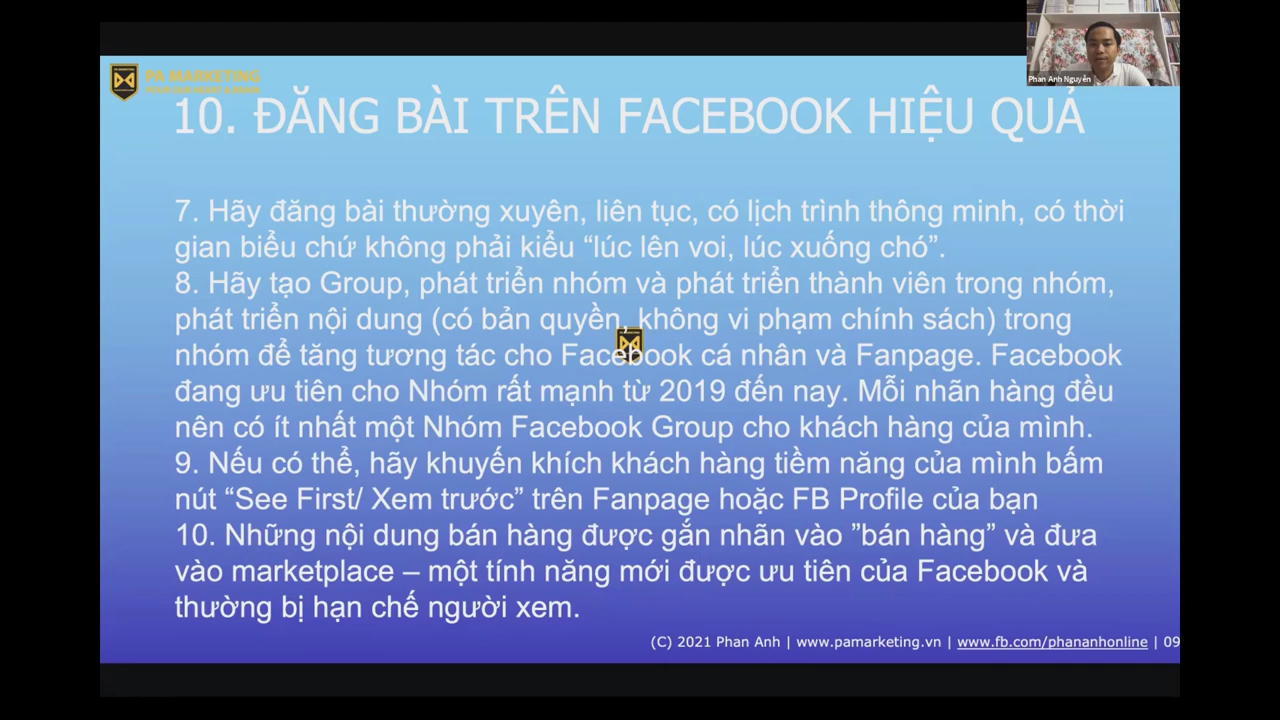 Phan Anh Nguyễn
PA MARKETING
10. ĐĂNG BÀI TRÊN FACEBOOK HIỆU QUẢ
7. Hãy đăng bài thường xuyên, liên tục, có lịch trình thông minh, có thời
gian biểu chứ không phải kiểu “lúc lên voi, lúc xuống chó”.
8. Hãy tạo Group, phát triển nhóm và phát triển thành viên trong nhóm,
phát triển nội dung (có bản quyền, không vi phạm chính sách) trong
nhóm để tăng tương tác cho Facebook cá nhân và Fanpage. Facebook
đang ưu tiên cho Nhóm rất mạnh từ 2019 đến nay. Mỗi nhãn hàng đều
nên có ít nhất một Nhóm Facebook Group cho khách hàng của mình.
9. Nếu có thể, hãy khuyến khích khách hàng tiềm năng của mình bấm
nút “See First/ Xem trước” trên Fanpage hoặc FB Profile của bạn
10. Những nội dung bán hàng được gắn nhãn vào ”bán hàng” và đưa
vào marketplace – một tính năng mới được ưu tiên của Facebook và
thường bị hạn chế người xem.
(C) 2021 Phan Anh | www.pamarketing.vn | www.fb.com/phananhonline | 09